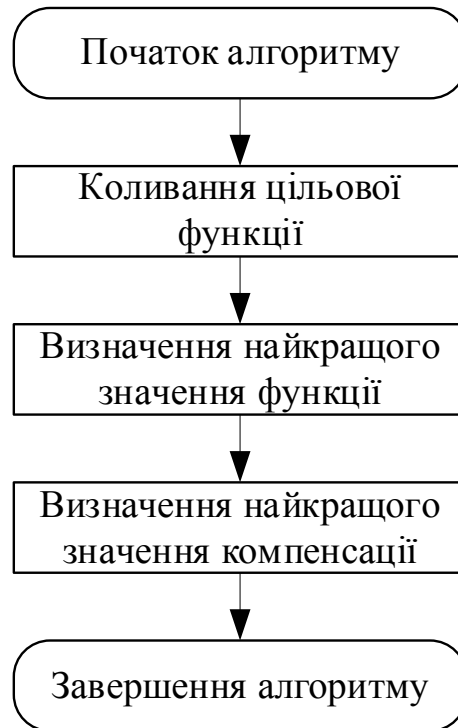 Початок алгоритму
Коливання цільової
функції
Визначення найкращого
значення функції
Визначення найкращого
значення компенсації
Завершення алгоритму